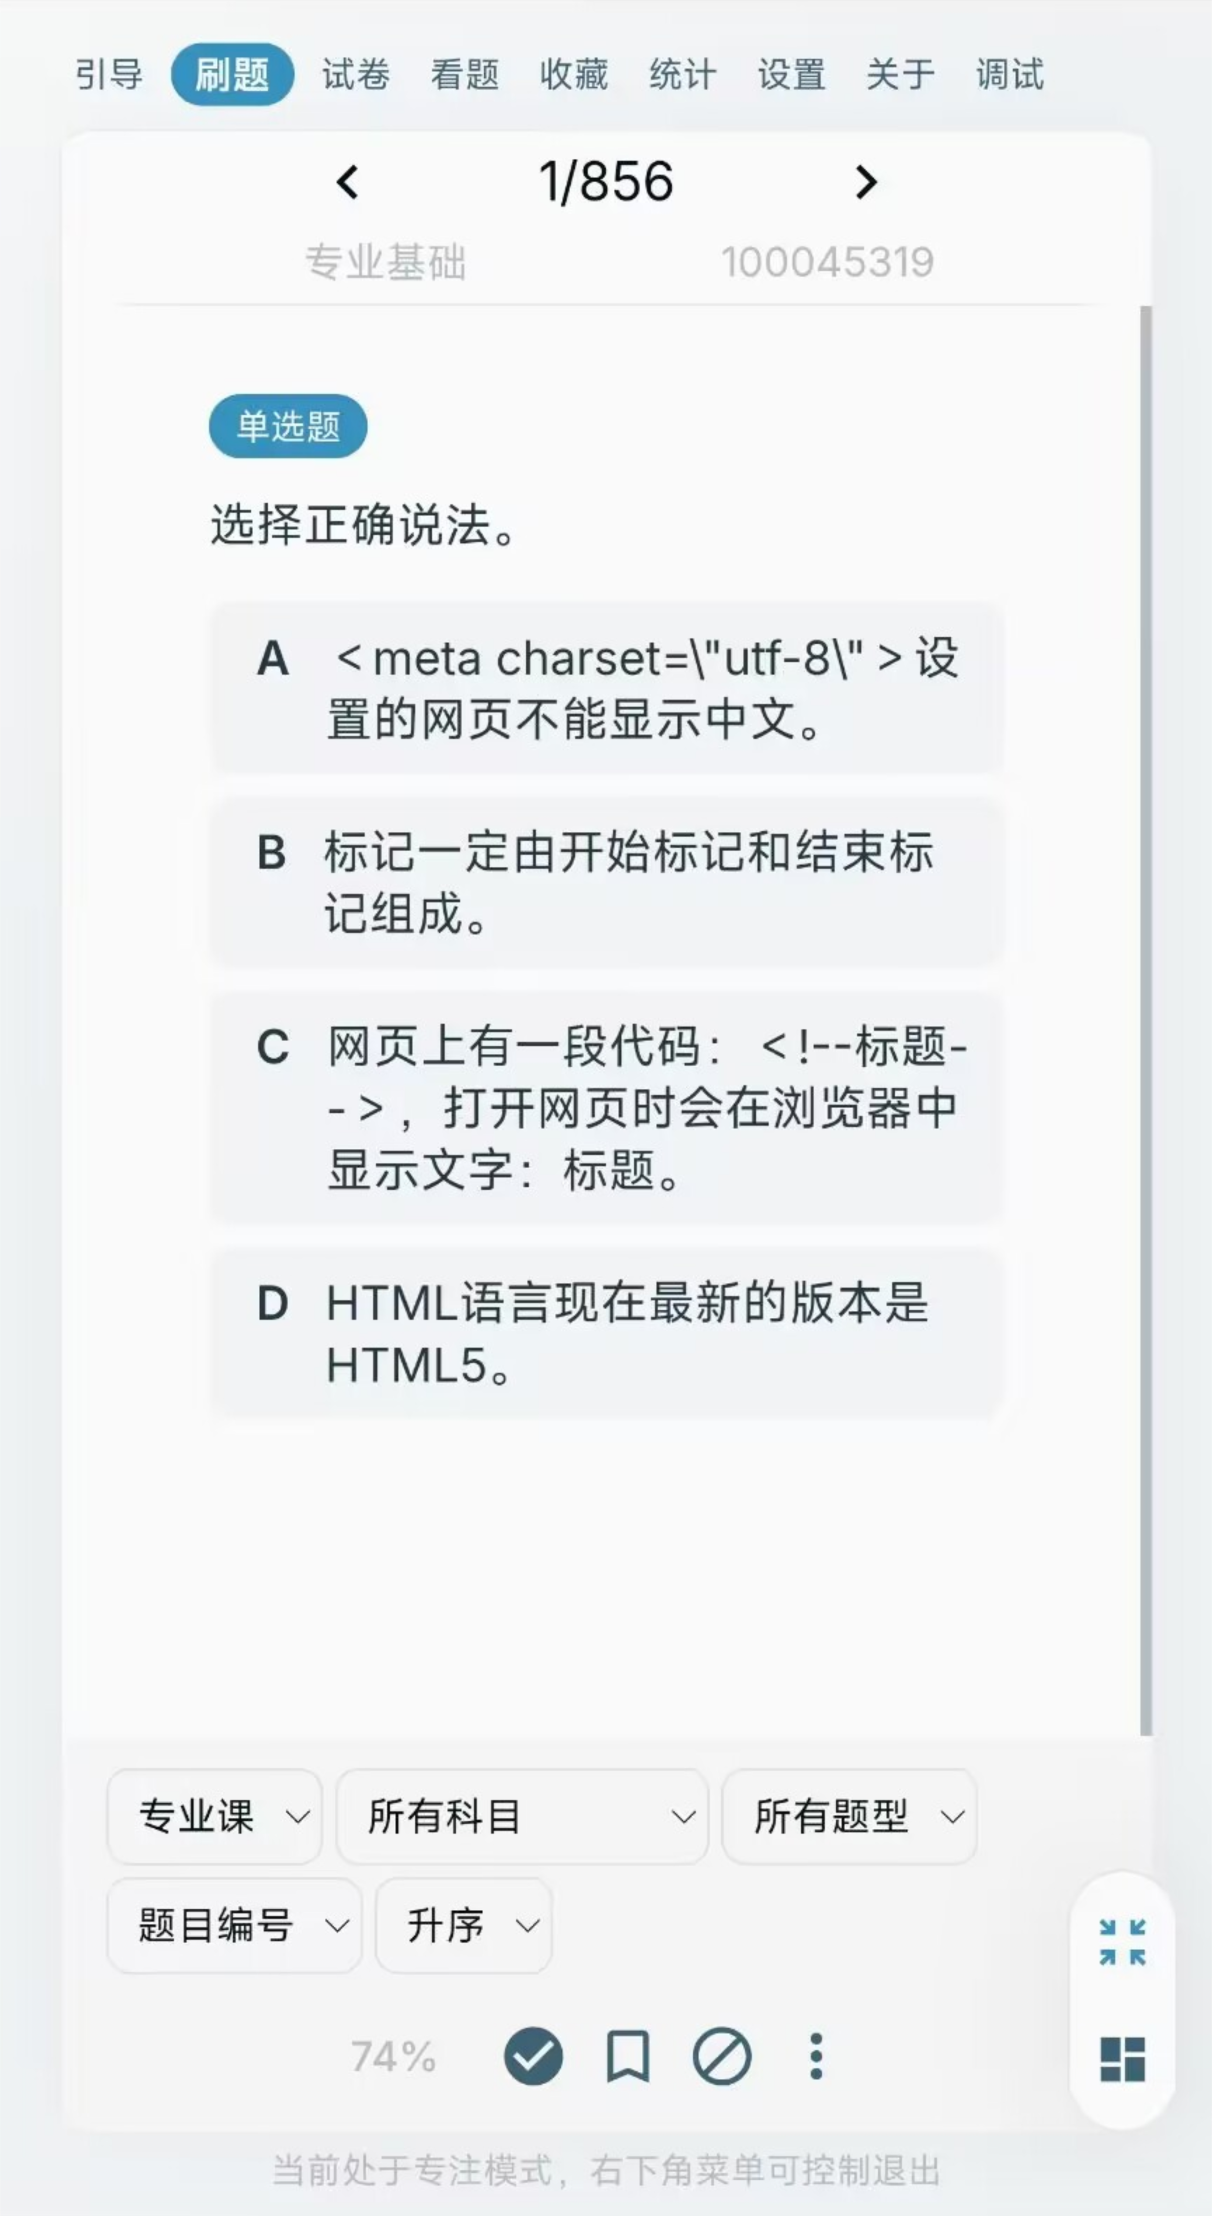 引导 刷题 试卷 看题 收藏 统计 设置 关于 调试
1/856
专业基础 100045319
单选题
选择正确说法。
A <meta charset=\"utf-8\">设
置的网页不能显示中文。
B 标记一定由开始标记和结束标
记组成。
C 网页上有一段代码：<!--标题-
->，打开网页时会在浏览器中
显示文字：标题。
D HTML语言现在最新的版本是
HTML5。
专业课 所有科目 所有题型
题目编号 升序
74%
当前处于专注模式，右下角菜单可控制退出